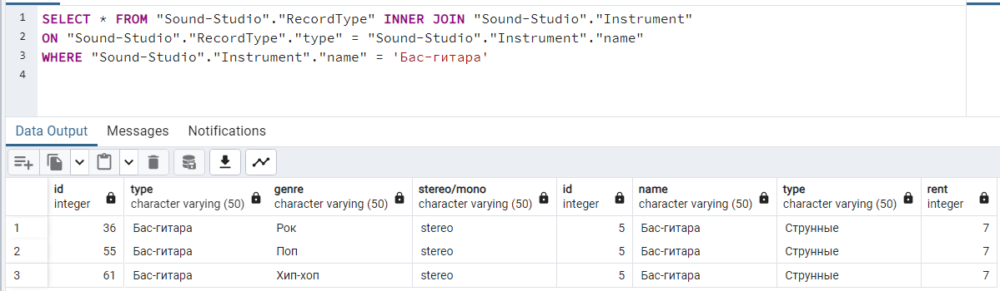 1 SELECT * FROM "Sound-Studio"."RecordType" INNER JOIN "Sound-Studio"."Instrument"
2 ON "Sound-Studio"."RecordType"."type" = "Sound-Studio"."Instrument"."name"
3 WHERE "Sound-Studio"."Instrument"."name" = 'Бас-гитара'
4
Data Output Messages Notifications
id type genre stereo/mono id name type rent
integer character varying (50) character varying (50) character varying (50) integer character varying (50) character varying (50) integer
1 36 Бас-гитара Рок stereo 5 Бас-гитара Струнные 7
2 55 Бас-гитара Поп stereo 5 Бас-гитара Струнные 7
3 61 Бас-гитара Хип-хоп stereo 5 Бас-гитара Струнные 7